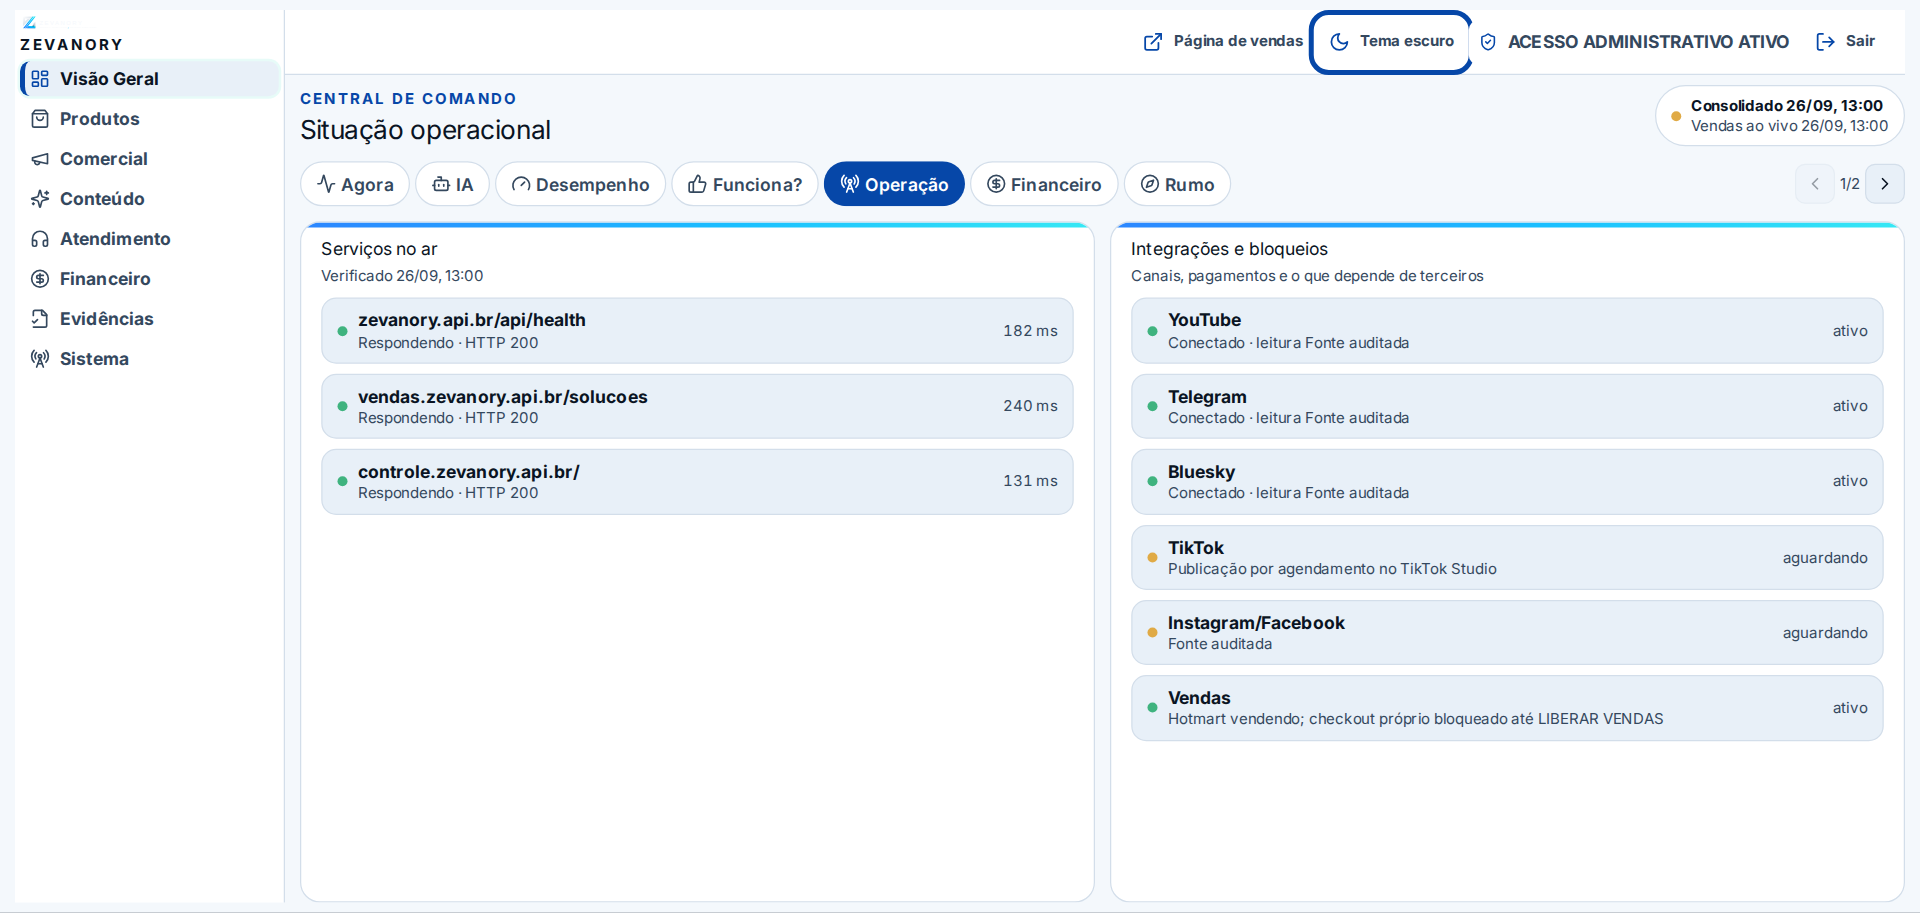 ZEVANORY
Visão Geral
Produtos
Comercial
Conteúdo
Atendimento
Financeiro
Evidências
Sistema
Página de vendas
Tema escuro
ACESSO ADMINISTRATIVO ATIVO
Sair
CENTRAL DE COMANDO
Situação operacional
Consolidado 26/09, 13:00
Vendas ao vivo 26/09, 13:00
Agora
IA
Desempenho
Funciona?
Operação
Financeiro
Rumo
1/2
Serviços no ar
Verificado 26/09, 13:00
zevanory.api.br/api/health
Respondendo · HTTP 200
182 ms
vendas.zevanory.api.br/solucoes
Respondendo · HTTP 200
240 ms
controle.zevanory.api.br/
Respondendo · HTTP 200
131 ms
Integrações e bloqueios
Canais, pagamentos e o que depende de terceiros
YouTube
Conectado · leitura Fonte auditada
ativo
Telegram
Conectado · leitura Fonte auditada
ativo
Bluesky
Conectado · leitura Fonte auditada
ativo
TikTok
Publicação por agendamento no TikTok Studio
aguardando
Instagram/Facebook
Fonte auditada
aguardando
Vendas
Hotmart vendendo; checkout próprio bloqueado até LIBERAR VENDAS
ativo